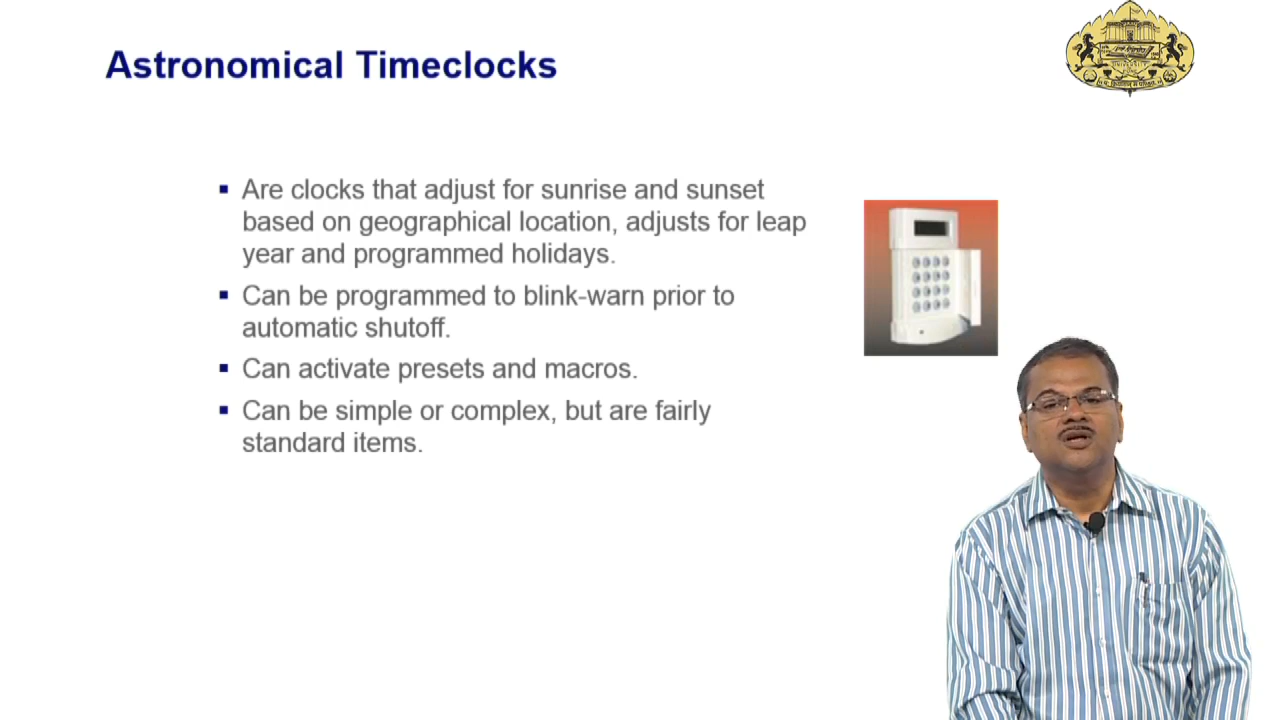 Astronomical Timeclocks
Are clocks that adjust for sunrise and sunset
based on geographical location, adjusts for leap
year and programmed holidays.
Can be programmed to blink-warn prior to
automatic shutoff.
Can activate presets and macros.
Can be simple or complex, but are fairly
standard items.